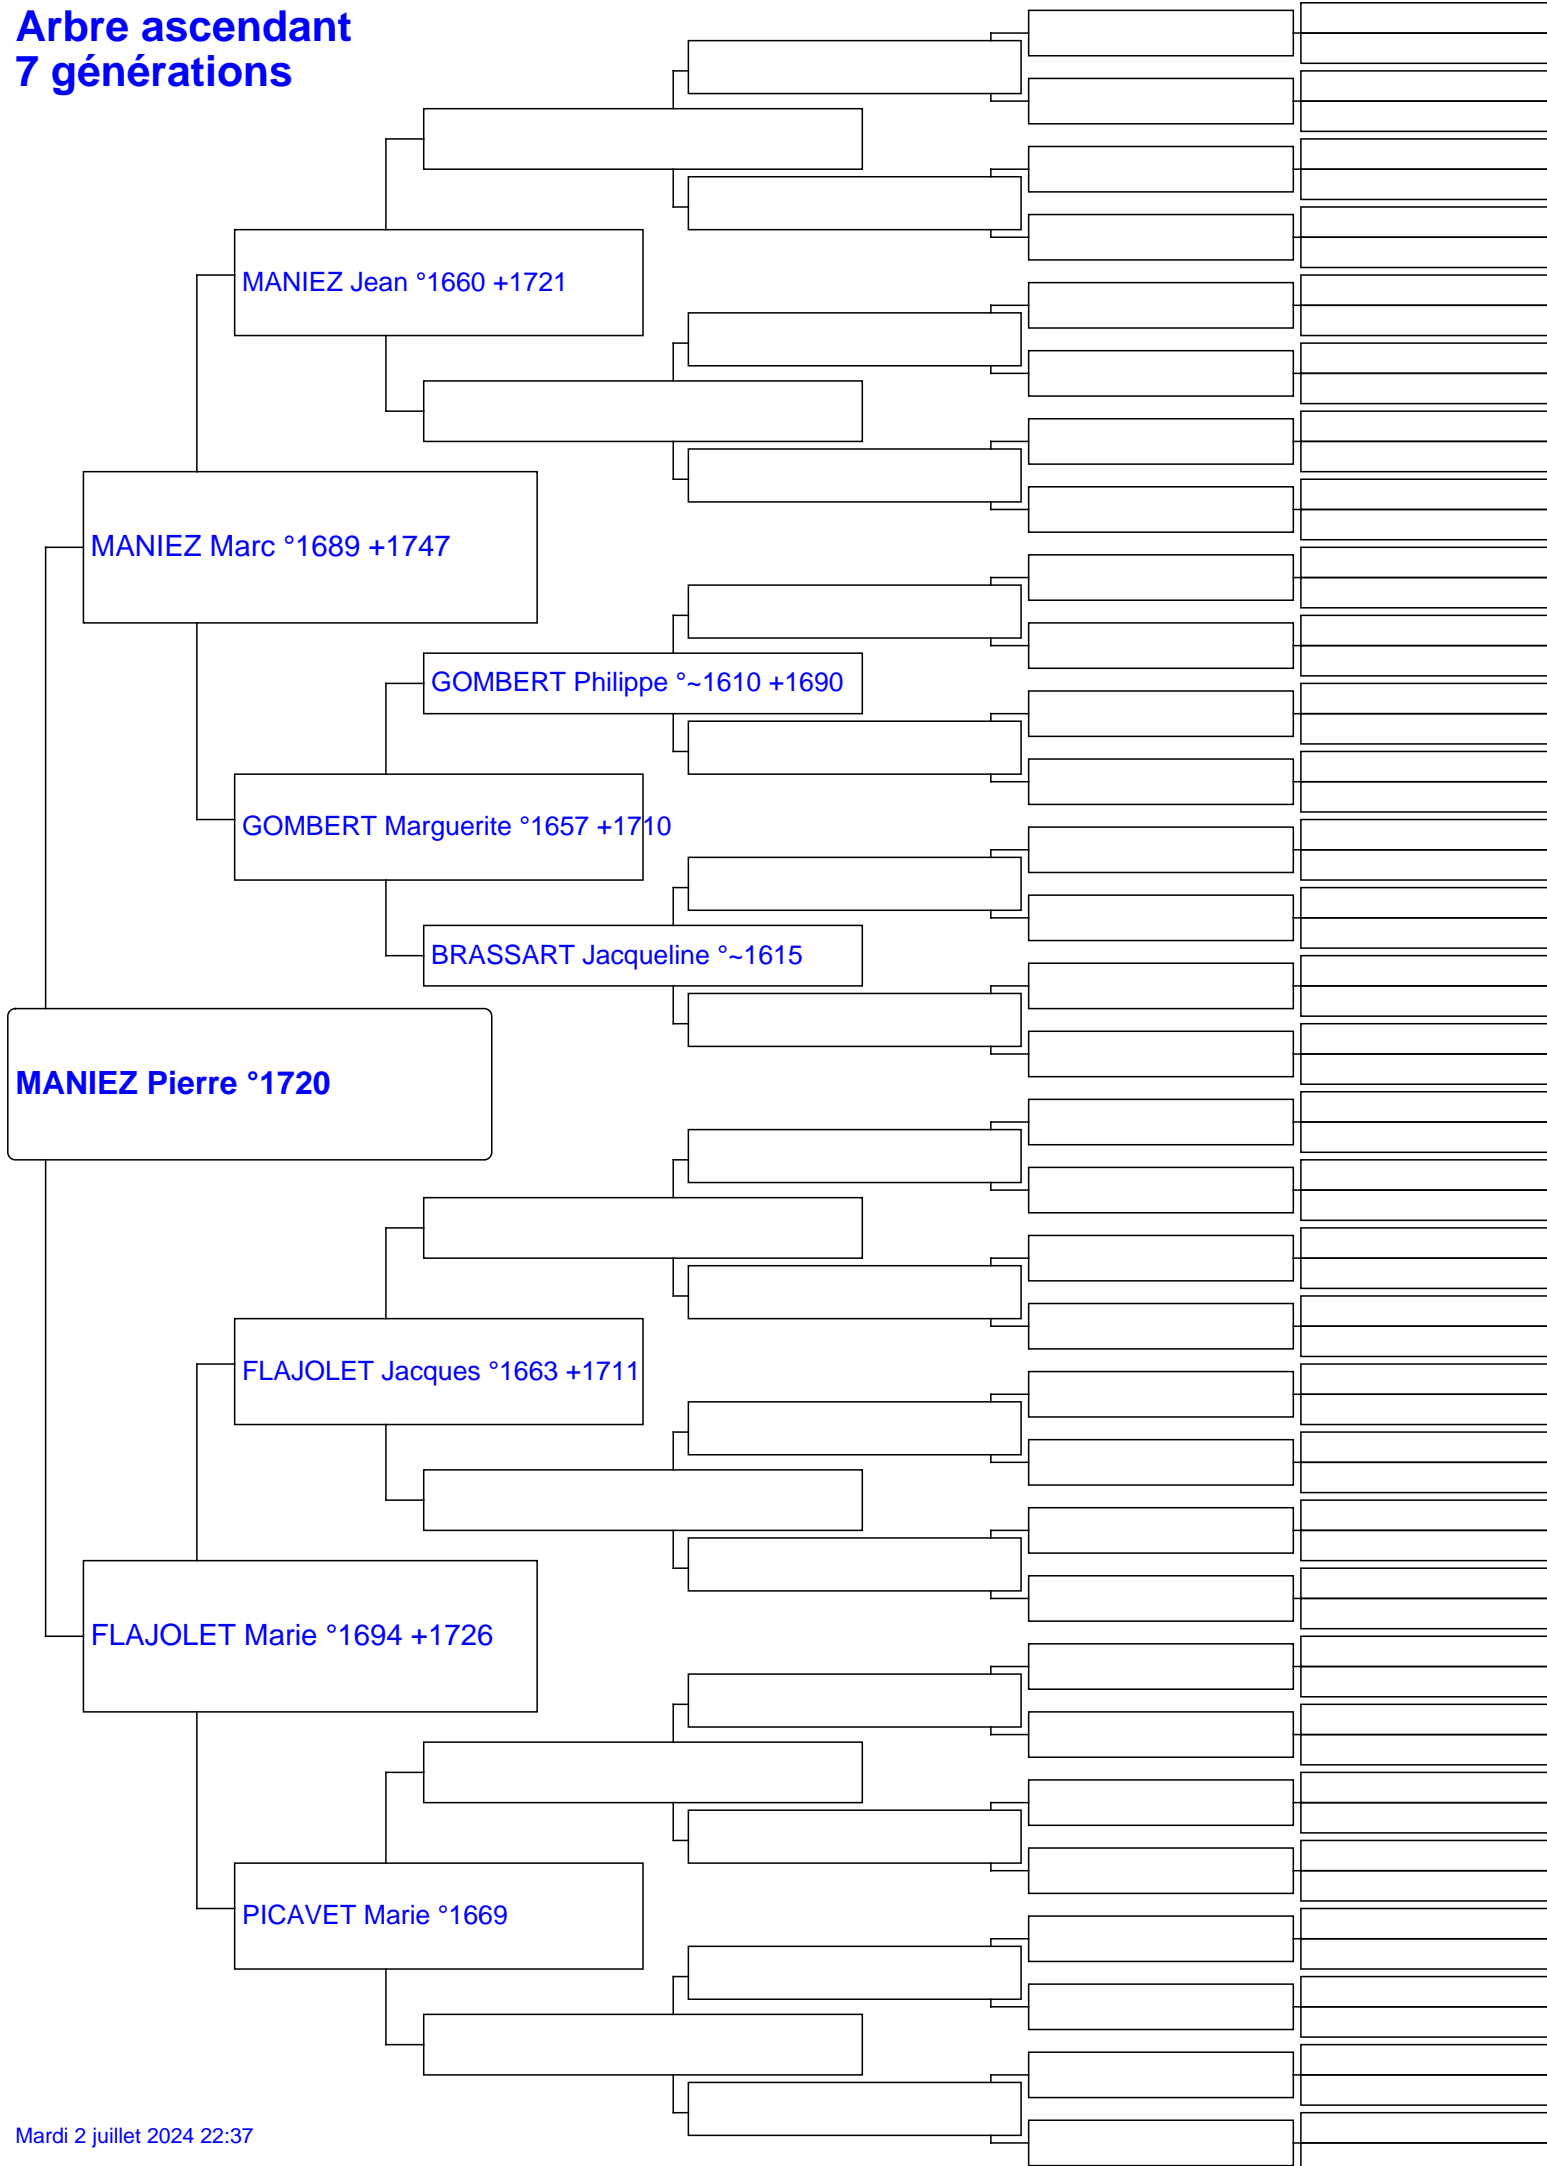 Arbre ascendant
7 générations
MANIEZ Jean °1660 +1721
MANIEZ Marc °1689 +1747
GOMBERT Philippe °~1610 +1690
GOMBERT Marguerite °1657 +1710
BRASSART Jacqueline °~1615
MANIEZ Pierre °1720
FLAJOLET Jacques °1663 +1711
FLAJOLET Marie °1694 +1726
PICAVET Marie °1669
Mardi 2 juillet 2024 22:37